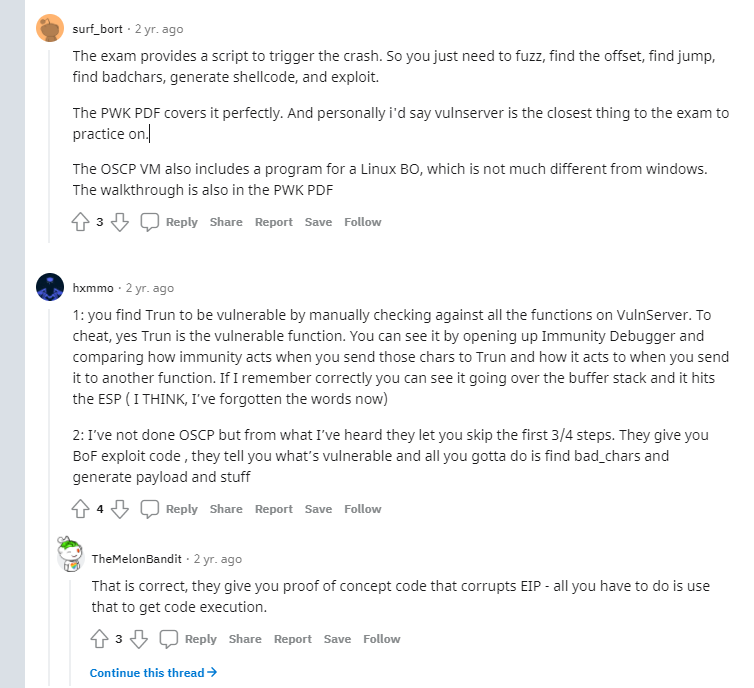 surf_bort · 2 yr. ago
The exam provides a script to trigger the crash. So you just need to fuzz, find the offset, find jump,
find badchars, generate shellcode, and exploit.
The PWK PDF covers it perfectly. And personally i'd say vulnserver is the closest thing to the exam to
practice on.
The OSCP VM also includes a program for a Linux BO, which is not much different from windows.
The walkthrough is also in the PWK PDF
3 Reply Share Report Save Follow
hxmmo · 2 yr. ago
1: you find Trun to be vulnerable by manually checking against all the functions on VulnServer. To
cheat, yes Trun is the vulnerable function. You can see it by opening up Immunity Debugger and
comparing how immunity acts when you send those chars to Trun and how it acts to when you send
it to another function. If I remember correctly you can see it going over the buffer stack and it hits
the ESP ( I THINK, I've forgotten the words now)
2: I've not done OSCP but from what I've heard they let you skip the first 3/4 steps. They give you
BoF exploit code , they tell you what's vulnerable and all you gotta do is find bad_chars and
generate payload and stuff
4 Reply Share Report Save Follow
TheMelonBandit · 2 yr. ago
That is correct, they give you proof of concept code that corrupts EIP - all you have to do is use
that to get code execution.
3 Reply Share Report Save Follow
Continue this thread →